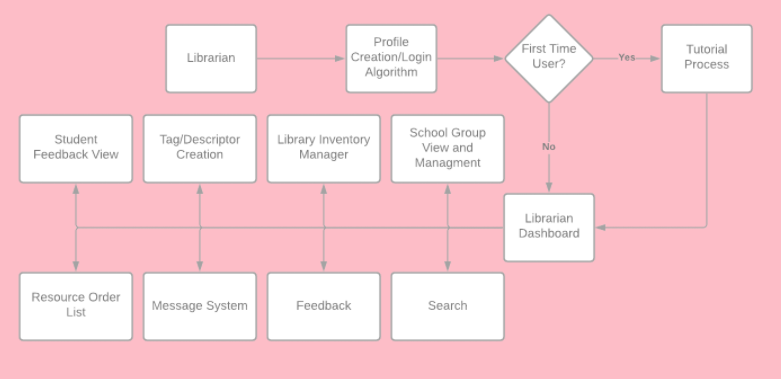 Librarian
Profile
Creation/Login
Algorithm
First Time
User?
Yes
Tutorial
Process
Student
Feedback View
Tag/Descriptor
Creation
Library Inventory
Manager
School Group
View and
Managment
No
Librarian
Dashboard
Resource Order
List
Message System
Feedback
Search